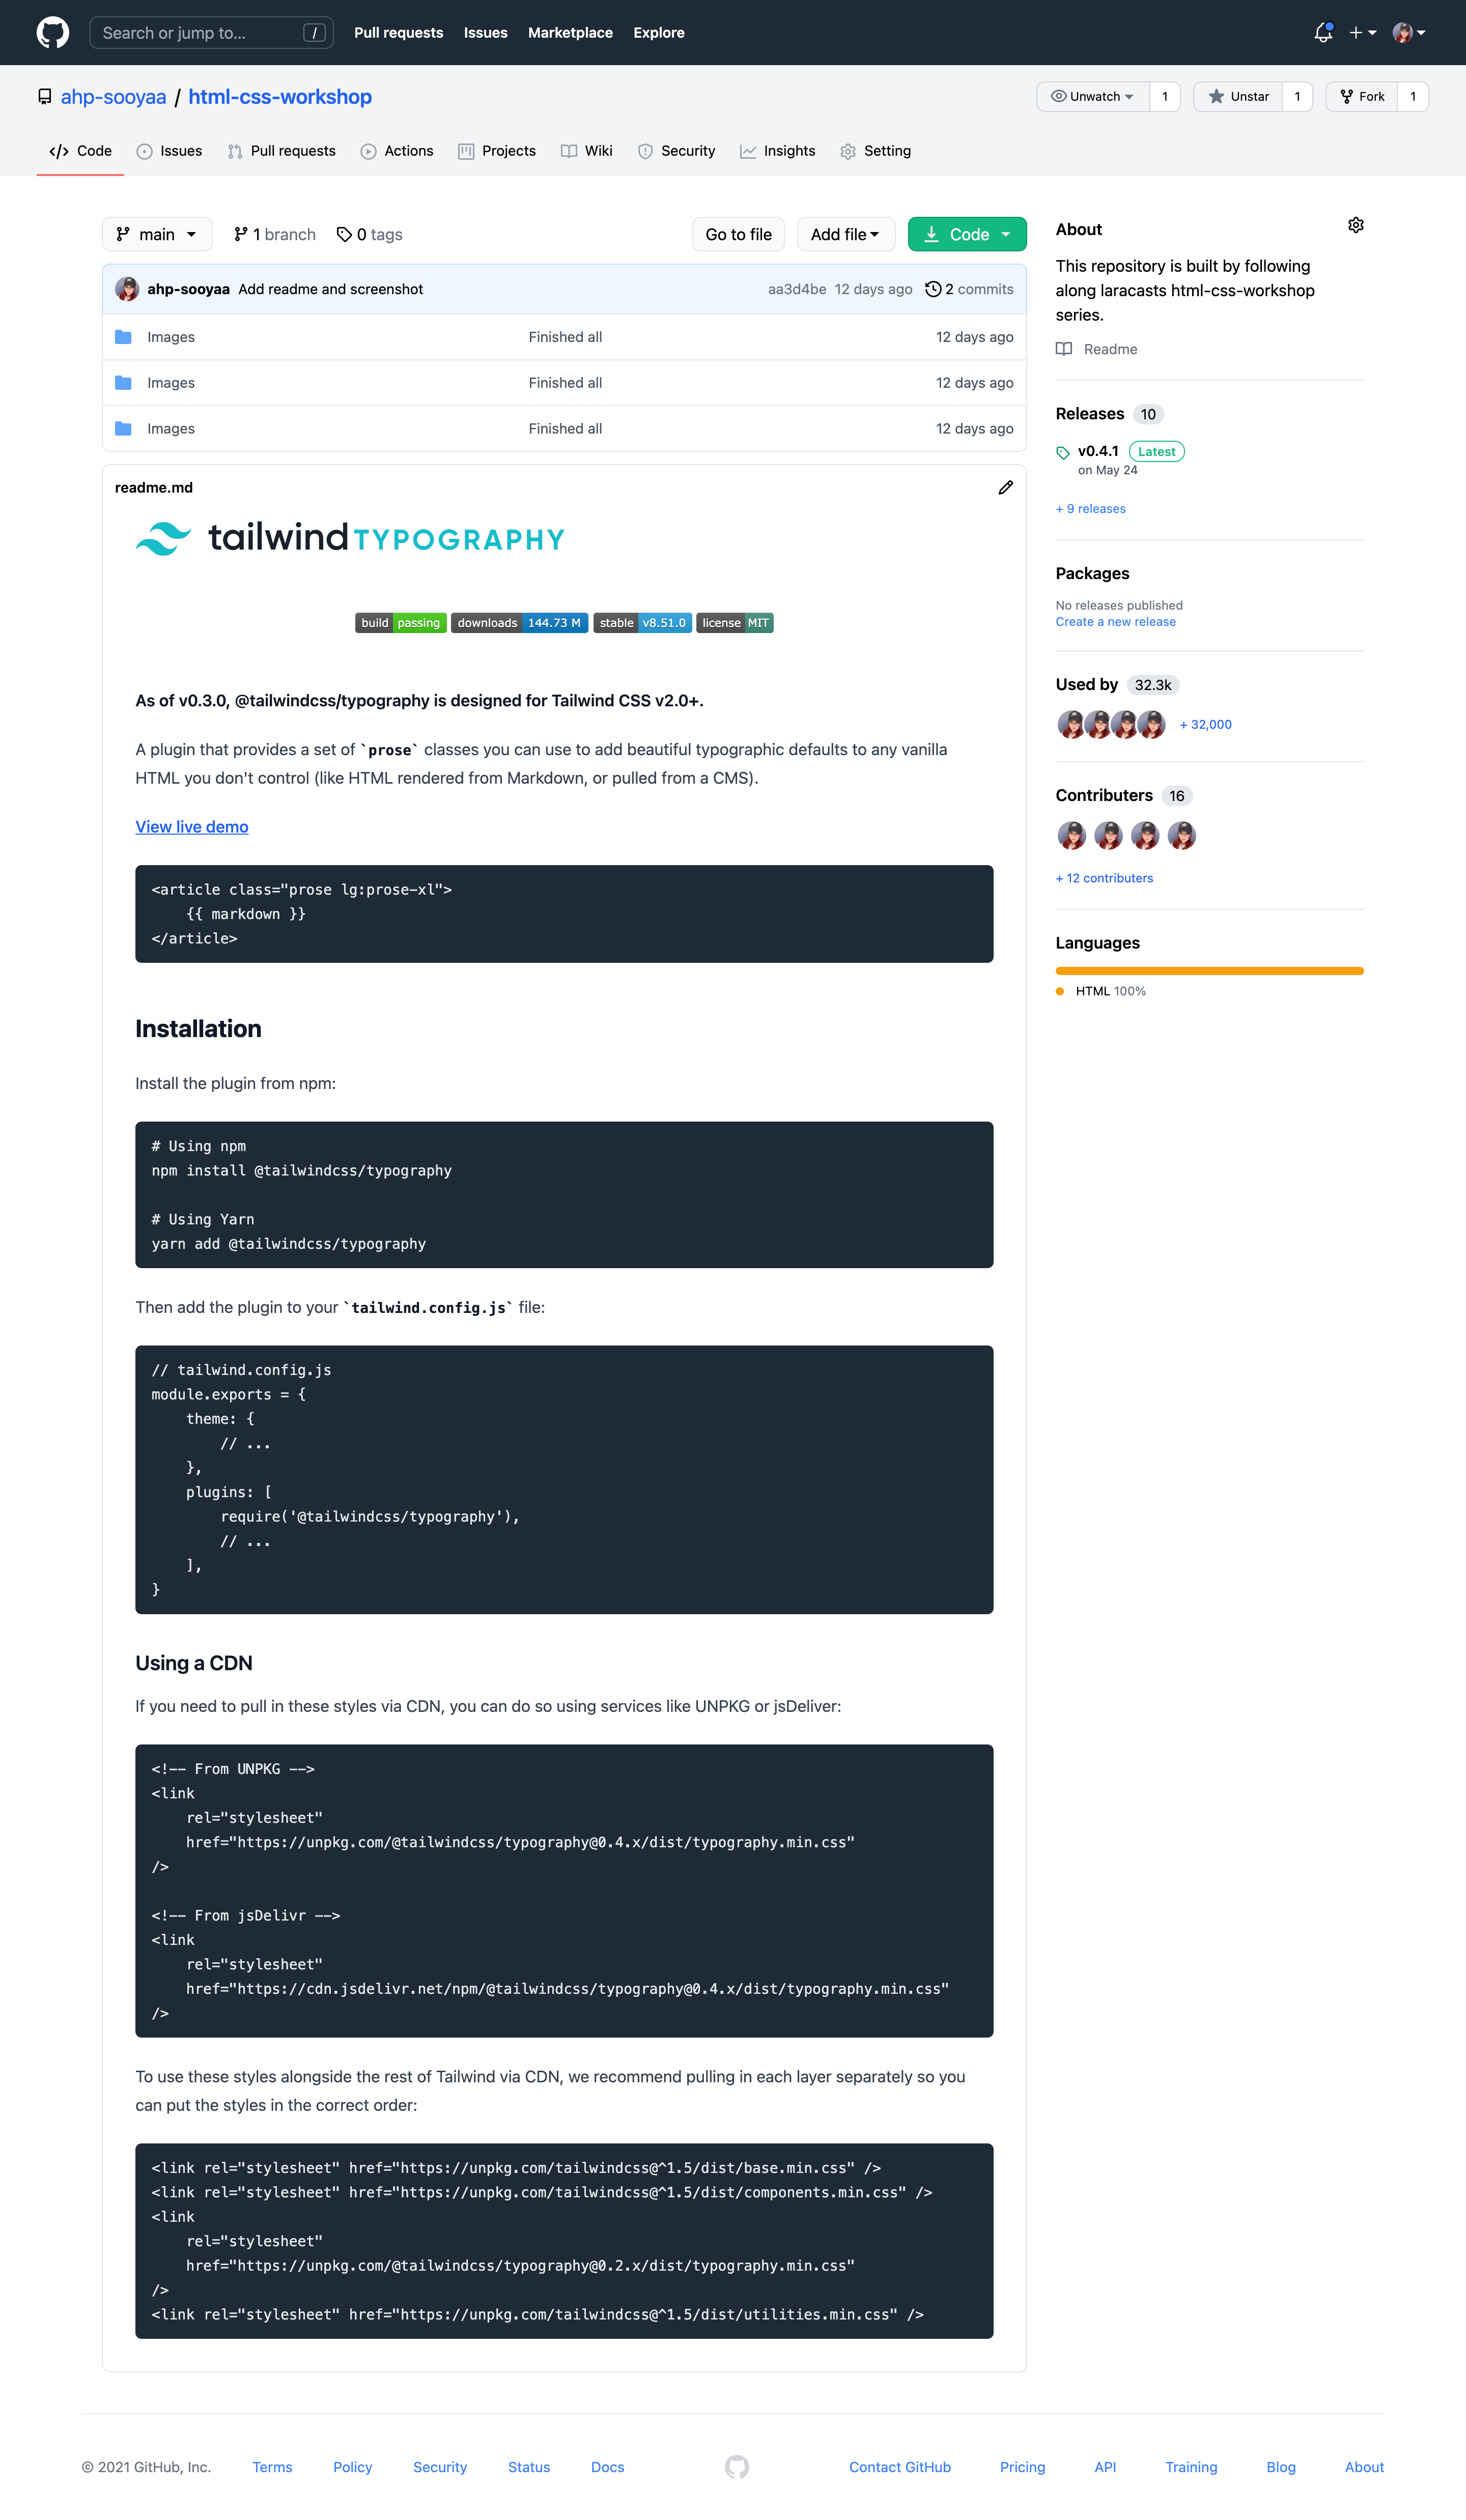 Search or jump to... /
Pull requests Issues Marketplace Explore
ahp-sooyaa / html-css-workshop
Unwatch 1 Unstar 1 Fork 1
Code Issues Pull requests Actions Projects Wiki Security Insights Setting
main 1 branch 0 tags Go to file Add file Code
ahp-sooyaa Add readme and screenshot aa3d4be 12 days ago 2 commits
Images Finished all 12 days ago
Images Finished all 12 days ago
Images Finished all 12 days ago
readme.md
tailwind TYPOGRAPHY
build passing downloads 144.73 M stable v8.51.0 license MIT
As of v0.3.0, @tailwindcss/typography is designed for Tailwind CSS v2.0+.
A plugin that provides a set of `prose` classes you can use to add beautiful typographic defaults to any vanilla
HTML you don't control (like HTML rendered from Markdown, or pulled from a CMS).
View live demo
<article class="prose lg:prose-xl">
    {{ markdown }}
</article>
Installation
Install the plugin from npm:
# Using npm
npm install @tailwindcss/typography
# Using Yarn
yarn add @tailwindcss/typography
Then add the plugin to your `tailwind.config.js` file:
// tailwind.config.js
module.exports = {
    theme: {
        // ...
    },
    plugins: [
        require('@tailwindcss/typography'),
        // ...
    ],
}
Using a CDN
If you need to pull in these styles via CDN, you can do so using services like UNPKG or jsDeliver:
<!-- From UNPKG -->
<link
    rel="stylesheet"
    href="https://unpkg.com/@tailwindcss/typography@0.4.x/dist/typography.min.css"
/>
<!-- From jsDelivr -->
<link
    rel="stylesheet"
    href="https://cdn.jsdelivr.net/npm/@tailwindcss/typography@0.4.x/dist/typography.min.css"
/>
To use these styles alongside the rest of Tailwind via CDN, we recommend pulling in each layer separately so you
can put the styles in the correct order:
<link rel="stylesheet" href="https://unpkg.com/tailwindcss@^1.5/dist/base.min.css" />
<link rel="stylesheet" href="https://unpkg.com/tailwindcss@^1.5/dist/components.min.css" />
<link
    rel="stylesheet"
    href="https://unpkg.com/@tailwindcss/typography@0.2.x/dist/typography.min.css"
/>
<link rel="stylesheet" href="https://unpkg.com/tailwindcss@^1.5/dist/utilities.min.css" />
About
This repository is built by following
along laracasts html-css-workshop
series.
Readme
Releases 10
v0.4.1 Latest
on May 24
+ 9 releases
Packages
No releases published
Create a new release
Used by 32.3k
+ 32,000
Contributers 16
+ 12 contributers
Languages
HTML 100%
© 2021 GitHub, Inc. Terms Policy Security Status Docs Contact GitHub Pricing API Training Blog About